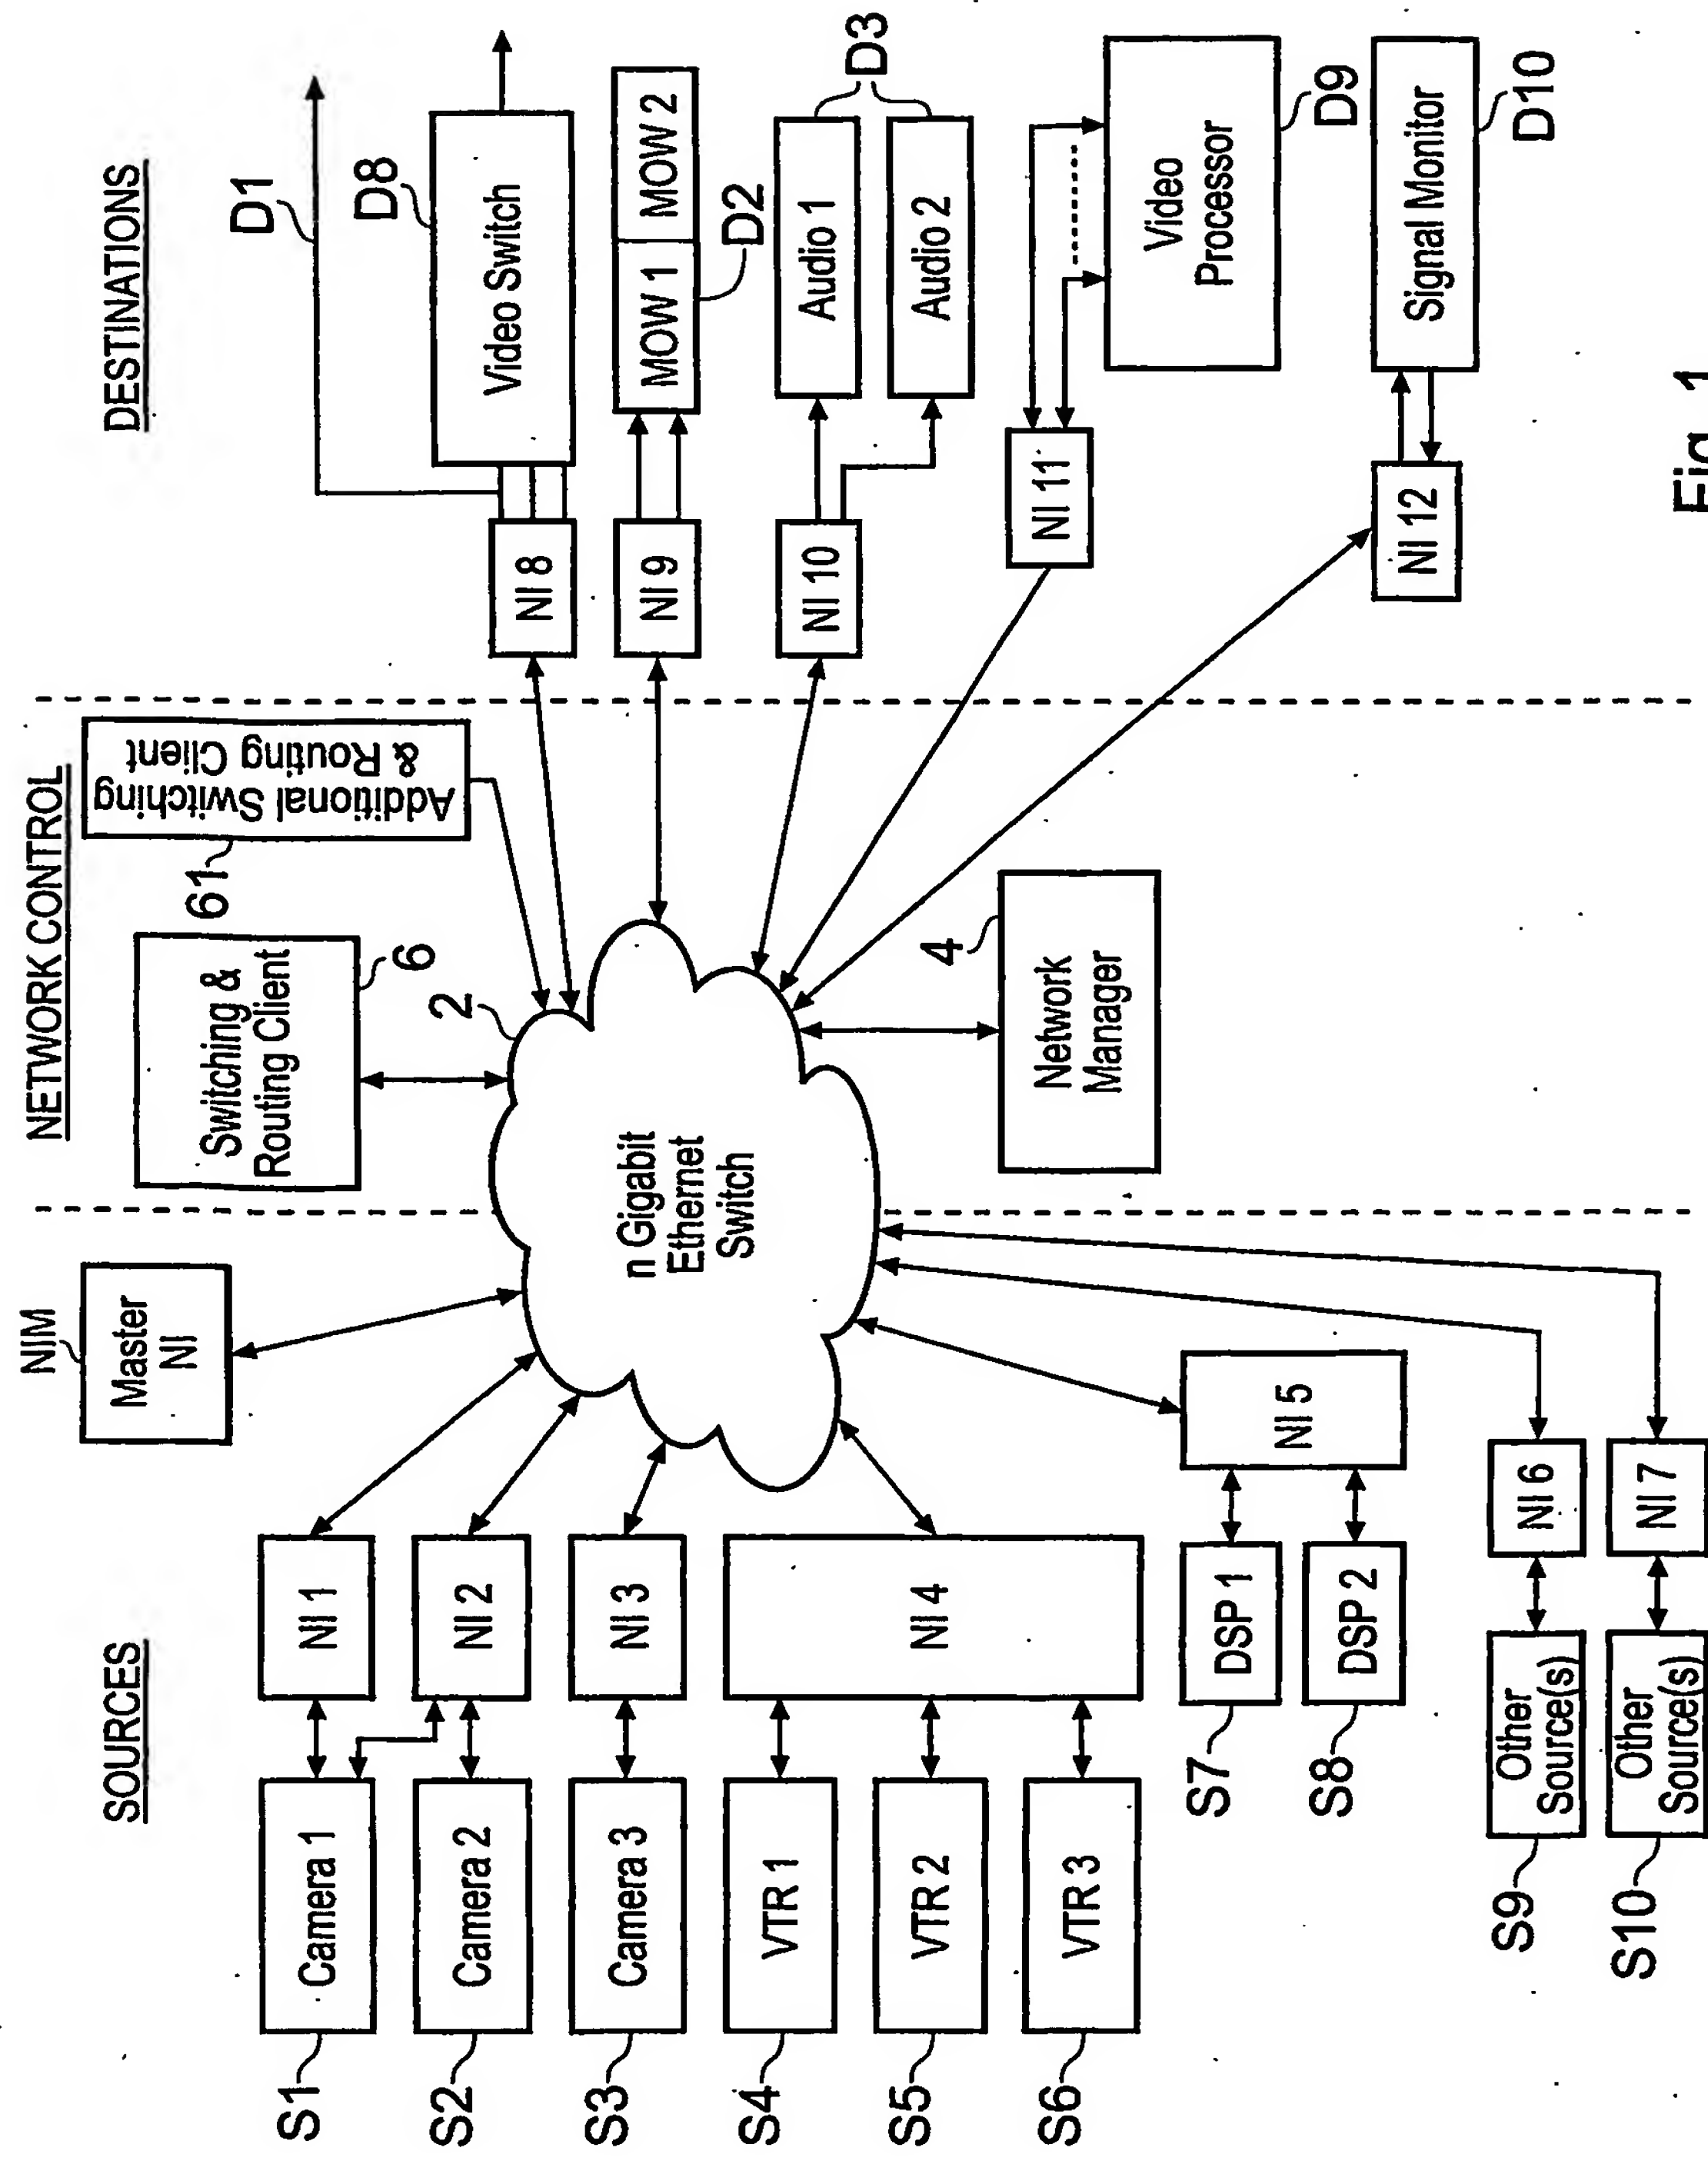 SOURCES
NETWORK CONTROL
DESTINATIONS
NIM
Master
NI
Switching &
Routing Client
6
61
Additional Switching
& Routing Client
D1
S1
Camera 1
NI 1
S2
Camera 2
NI 2
S3
Camera 3
NI 3
S4
VTR 1
S5
VTR 2
S6
VTR 3
NI 4
S7
DSP 1
S8
DSP 2
NI 5
S9
Other
Source(s)
NI 6
S10
Other
Source(s)
NI 7
2
n Gigabit
Ethernet
Switch
4
Network
Manager
NI 8
D8
Video Switch
NI 9
MOW 1
MOW 2
D2
NI 10
Audio 1
Audio 2
D3
NI 11
Video
Processor
D9
NI 12
Signal Monitor
D10
Fig. 1